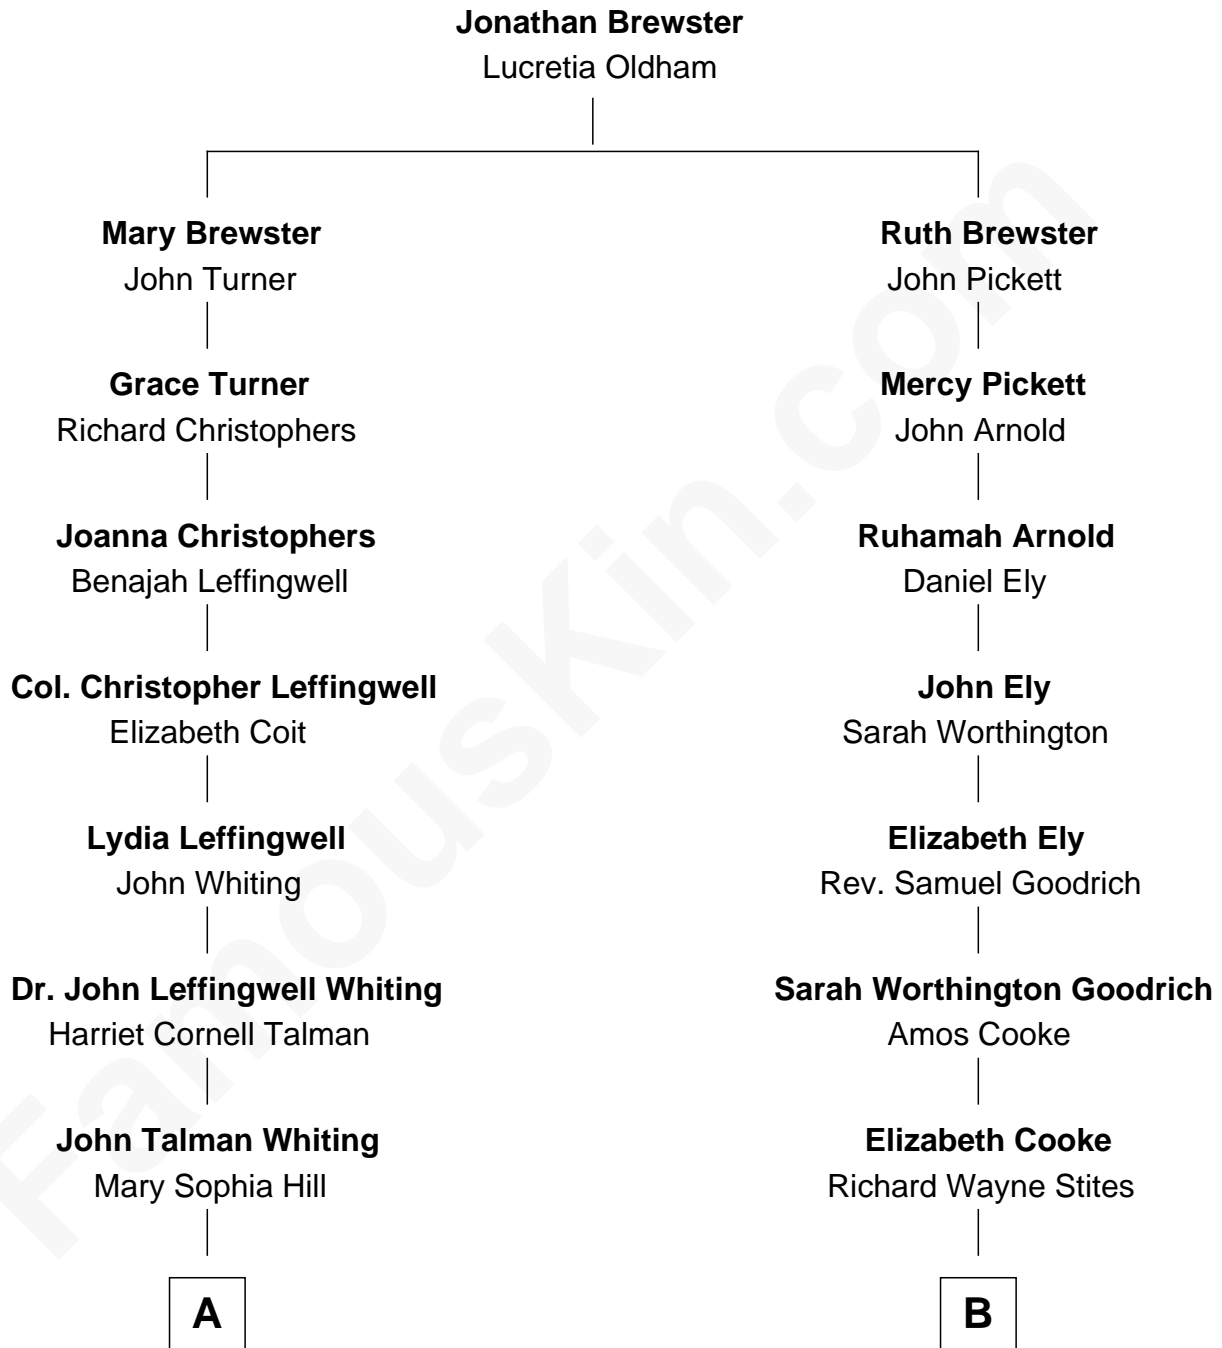 Jonathan Brewster
Lucretia Oldham
Mary Brewster
John Turner
Ruth Brewster
John Pickett
Grace Turner
Richard Christophers
Mercy Pickett
John Arnold
Joanna Christophers
Benajah Leffingwell
Ruhamah Arnold
Daniel Ely
Col. Christopher Leffingwell
Elizabeth Coit
John Ely
Sarah Worthington
Lydia Leffingwell
John Whiting
Elizabeth Ely
Rev. Samuel Goodrich
Dr. John Leffingwell Whiting
Harriet Cornell Talman
Sarah Worthington Goodrich
Amos Cooke
John Talman Whiting
Mary Sophia Hill
Elizabeth Cooke
Richard Wayne Stites
A
B
FamousKin.com